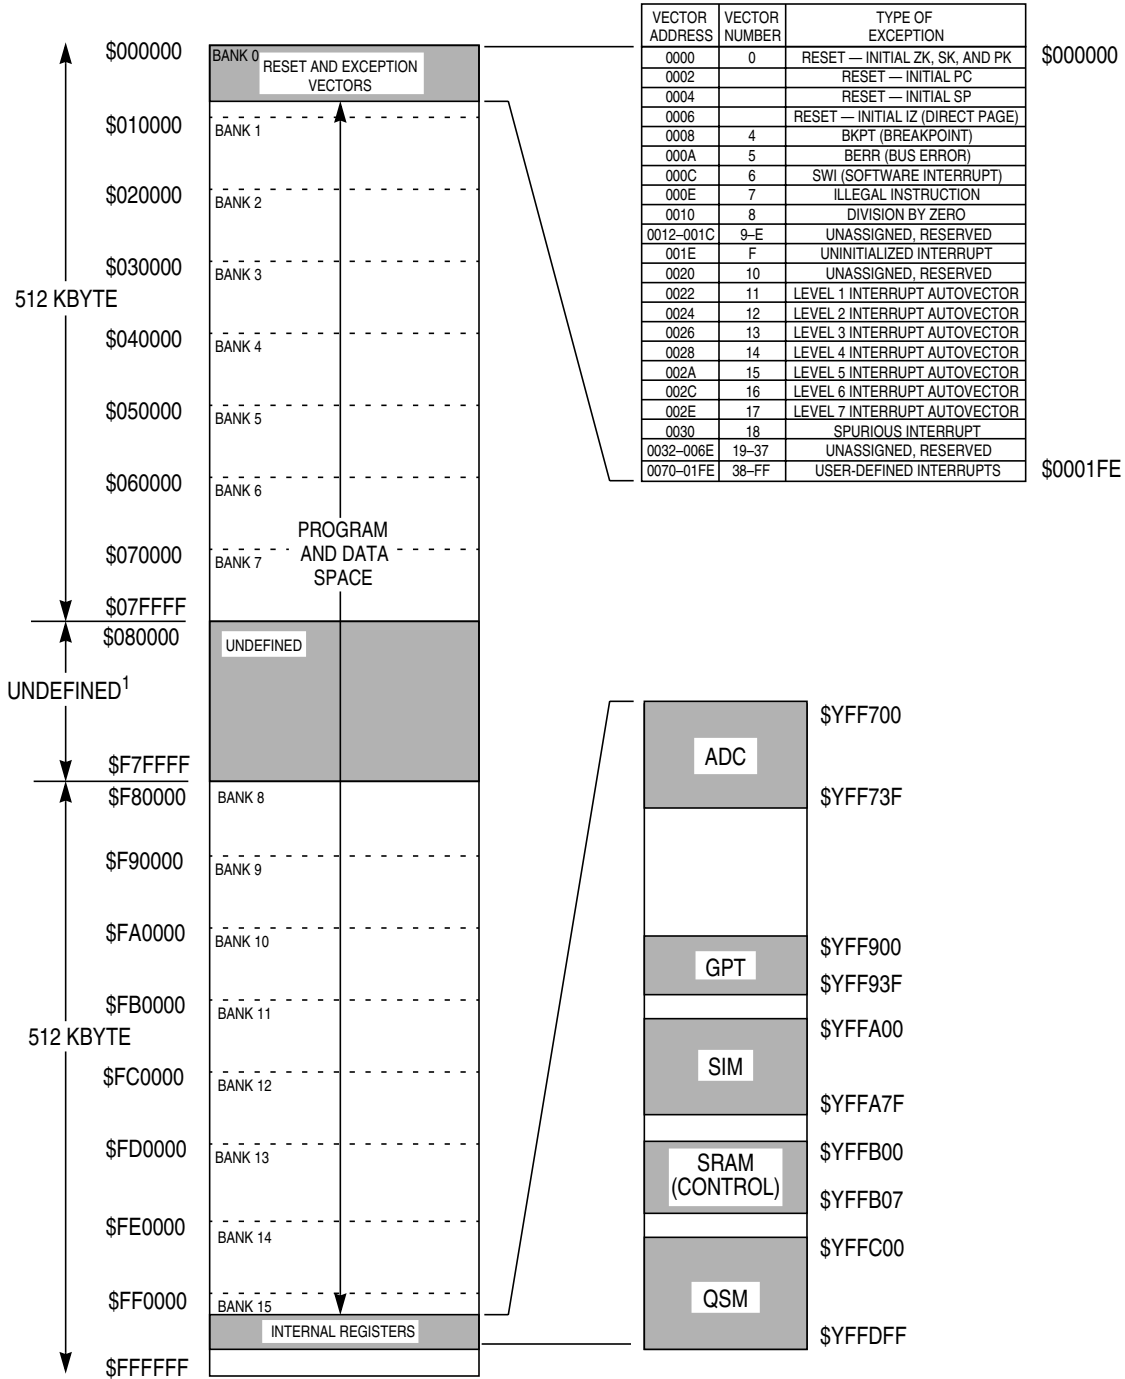 VECTOR ADDRESS VECTOR NUMBER TYPE OF EXCEPTION
0000 0 RESET — INITIAL ZK, SK, AND PK
0002 RESET — INITIAL PC
0004 RESET — INITIAL SP
0006 RESET — INITIAL IZ (DIRECT PAGE)
0008 4 BKPT (BREAKPOINT)
000A 5 BERR (BUS ERROR)
000C 6 SWI (SOFTWARE INTERRUPT)
000E 7 ILLEGAL INSTRUCTION
0010 8 DIVISION BY ZERO
0012–001C 9–E UNASSIGNED, RESERVED
001E F UNINITIALIZED INTERRUPT
0020 10 UNASSIGNED, RESERVED
0022 11 LEVEL 1 INTERRUPT AUTOVECTOR
0024 12 LEVEL 2 INTERRUPT AUTOVECTOR
0026 13 LEVEL 3 INTERRUPT AUTOVECTOR
0028 14 LEVEL 4 INTERRUPT AUTOVECTOR
002A 15 LEVEL 5 INTERRUPT AUTOVECTOR
002C 16 LEVEL 6 INTERRUPT AUTOVECTOR
002E 17 LEVEL 7 INTERRUPT AUTOVECTOR
0030 18 SPURIOUS INTERRUPT
0032–006E 19–37 UNASSIGNED, RESERVED
0070–01FE 38–FF USER-DEFINED INTERRUPTS
$000000
$0001FE
$000000
BANK 0
RESET AND EXCEPTION
VECTORS
$010000
BANK 1
$020000
BANK 2
$030000
BANK 3
512 KBYTE
$040000
BANK 4
$050000
BANK 5
$060000
BANK 6
PROGRAM
AND DATA
SPACE
$070000
BANK 7
$07FFFF
$080000
UNDEFINED
UNDEFINED1
$F7FFFF
$F80000
BANK 8
$F90000
BANK 9
$FA0000
BANK 10
$FB0000
BANK 11
512 KBYTE
$FC0000
BANK 12
$FD0000
BANK 13
$FE0000
BANK 14
$FF0000
BANK 15
INTERNAL REGISTERS
$FFFFFF
$YFF700
ADC
$YFF73F
$YFF900
GPT
$YFF93F
$YFFA00
SIM
$YFFA7F
$YFFB00
SRAM
(CONTROL)
$YFFB07
$YFFC00
QSM
$YFFDFF